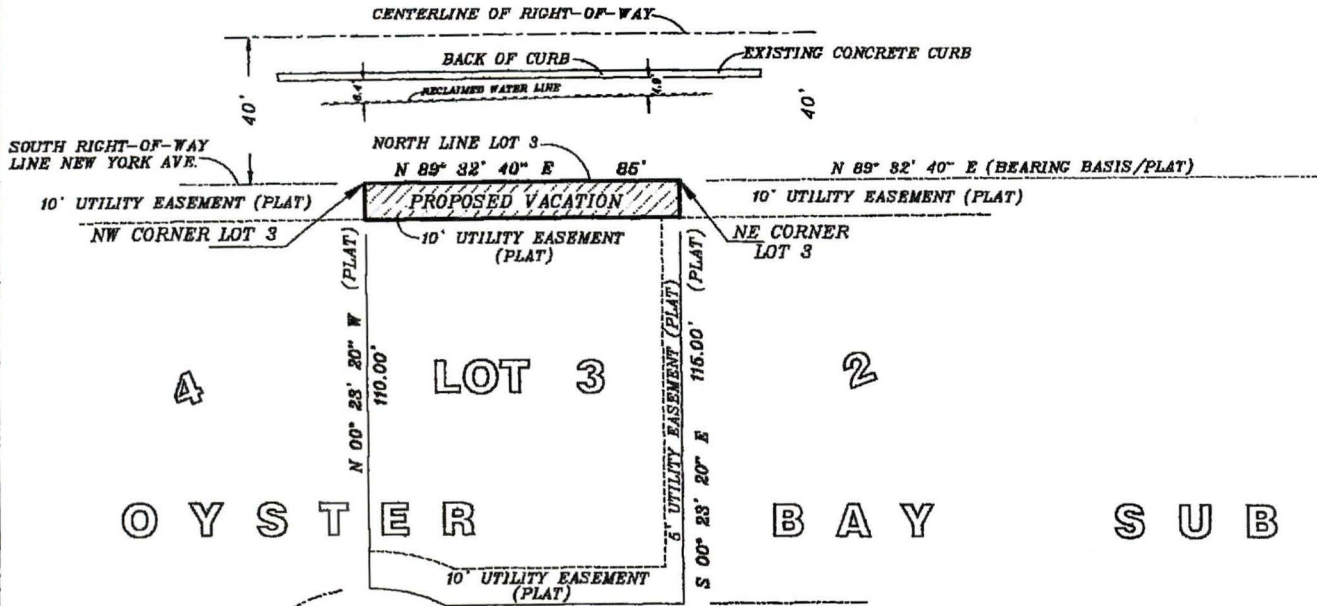 CENTERLINE OF RIGHT-OF-WAY
BACK OF CURB
EXISTING CONCRETE CURB
RECLAIMED WATER LINE
40'
40'
SOUTH RIGHT-OF-WAY
LINE NEW YORK AVE.
NORTH LINE LOT 3
N 89° 32' 40" E 85'
N 89° 32' 40" E (BEARING BASIS/PLAT)
10' UTILITY EASEMENT (PLAT)
PROPOSED VACATION
10' UTILITY EASEMENT (PLAT)
NW CORNER LOT 3
10' UTILITY EASEMENT
(PLAT)
NE CORNER
LOT 3
N 00° 23' 20" W (PLAT)
110.00'
LOT 3
5' UTILITY EASEMENT (PLAT)
S 00° 23' 20" E 115.00' (PLAT)
4
2
OYSTER BAY SUB
10' UTILITY EASEMENT
(PLAT)